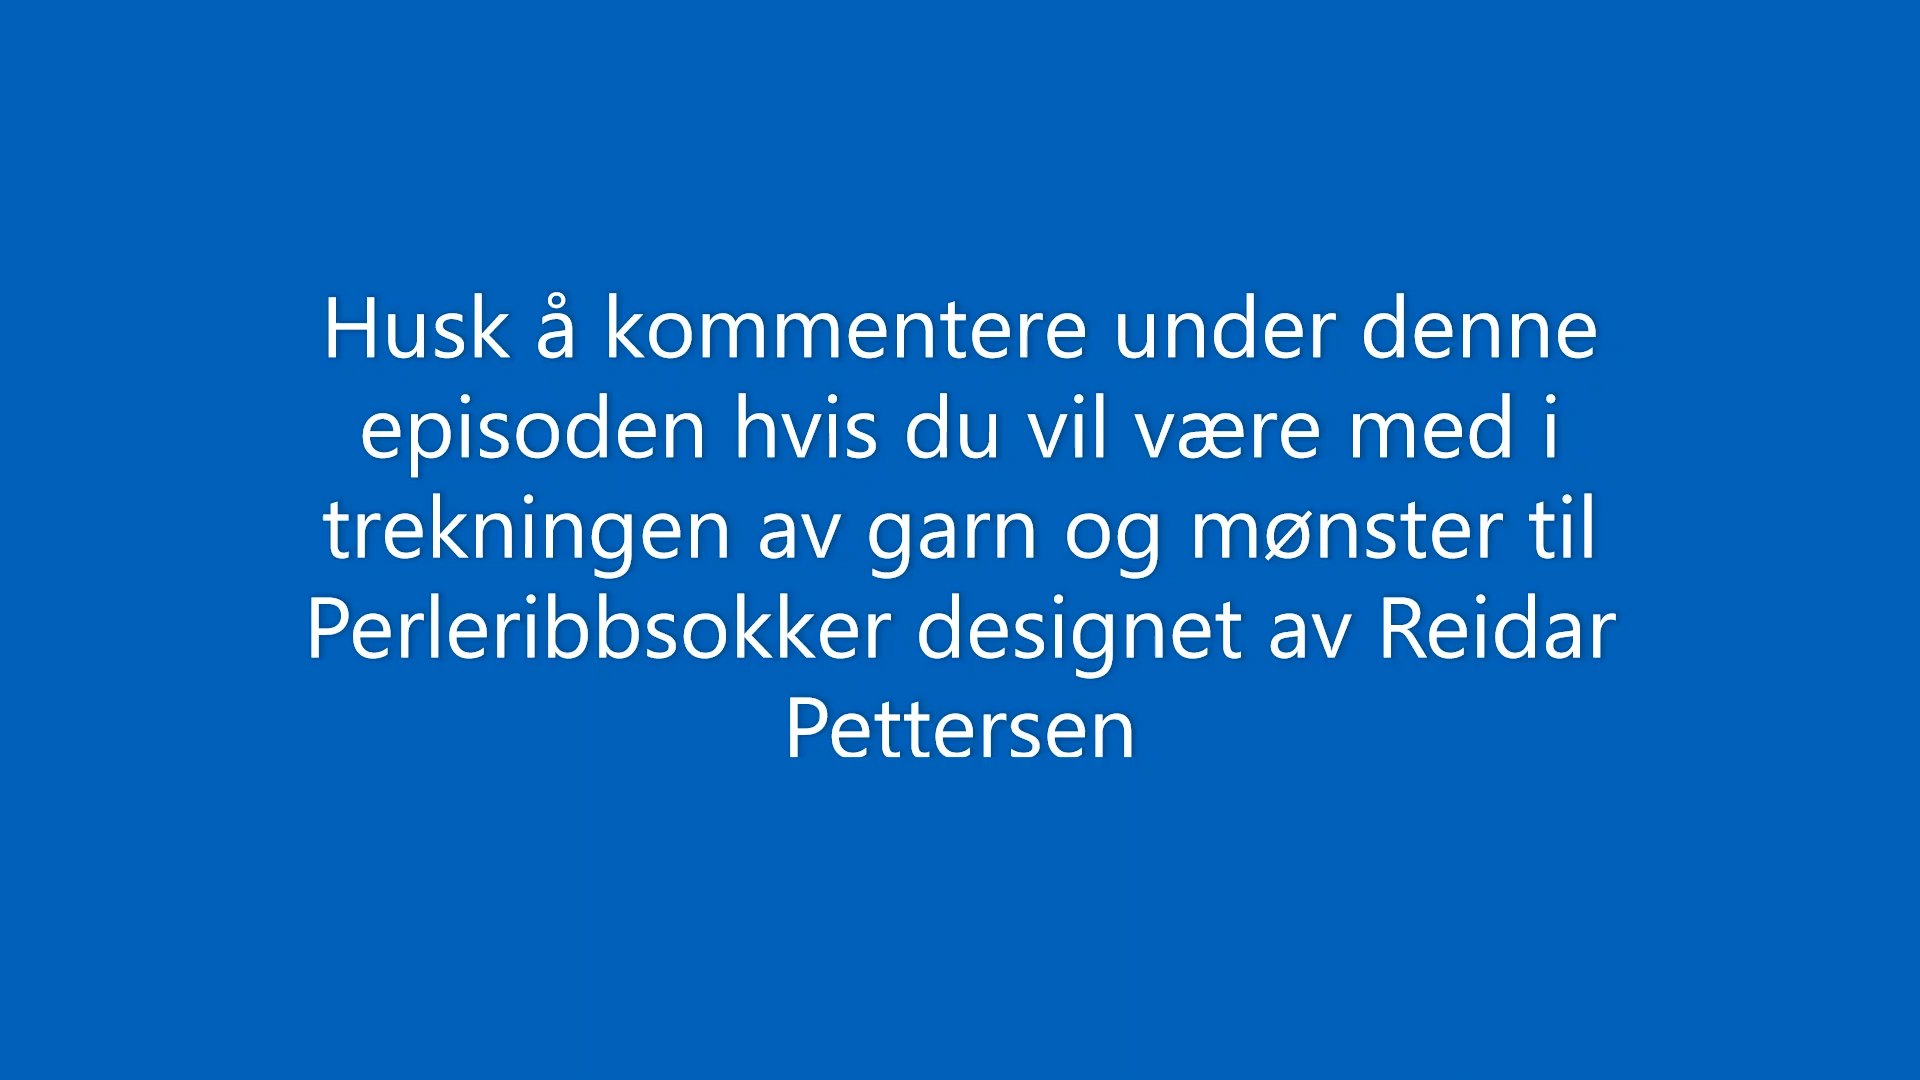 Husk å kommentere under denne
episoden hvis du vil være med i
trekningen av garn og mønster til
Perleribbsokker designet av Reidar
Pettersen